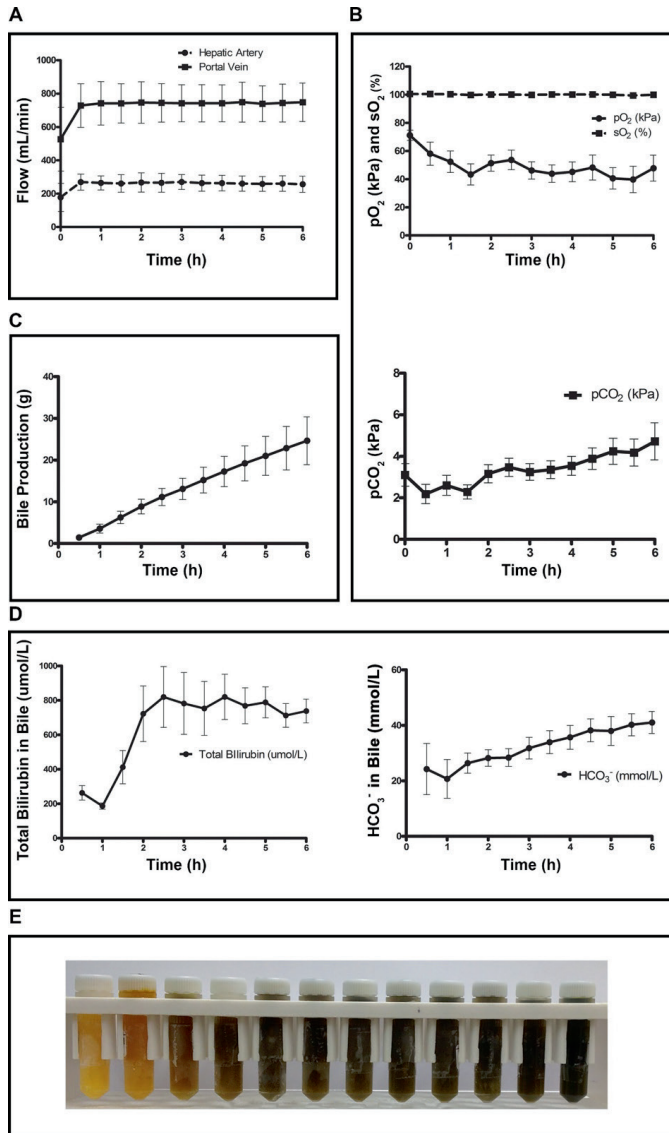 A
Hepatic Artery
Portal Vein
1000
800
600
400
200
0
Flow (mL/min)
0 1 2 3 4 5 6
Time (h)
B
120
100
80
60
40
20
0
pO₂ (kPa) and sO₂ (%)
pO₂ (kPa)
sO₂ (%)
0 1 2 3 4 5 6
Time (h)
8
6
4
2
0
pCO₂ (kPa)
pCO₂ (kPa)
0 1 2 3 4 5 6
Time (h)
C
40
30
20
10
0
Bile Production (g)
0 1 2 3 4 5 6
Time (h)
D
1000
800
600
400
200
0
Total Bilirubin in Bile (umol/L)
Total BIlirubin (umol/L)
0 1 2 3 4 5 6
Time (h)
60
40
20
0
HCO₃⁻ in Bile (mmol/L)
HCO₃⁻ (mmol/L)
0 1 2 3 4 5 6
Time (h)
E